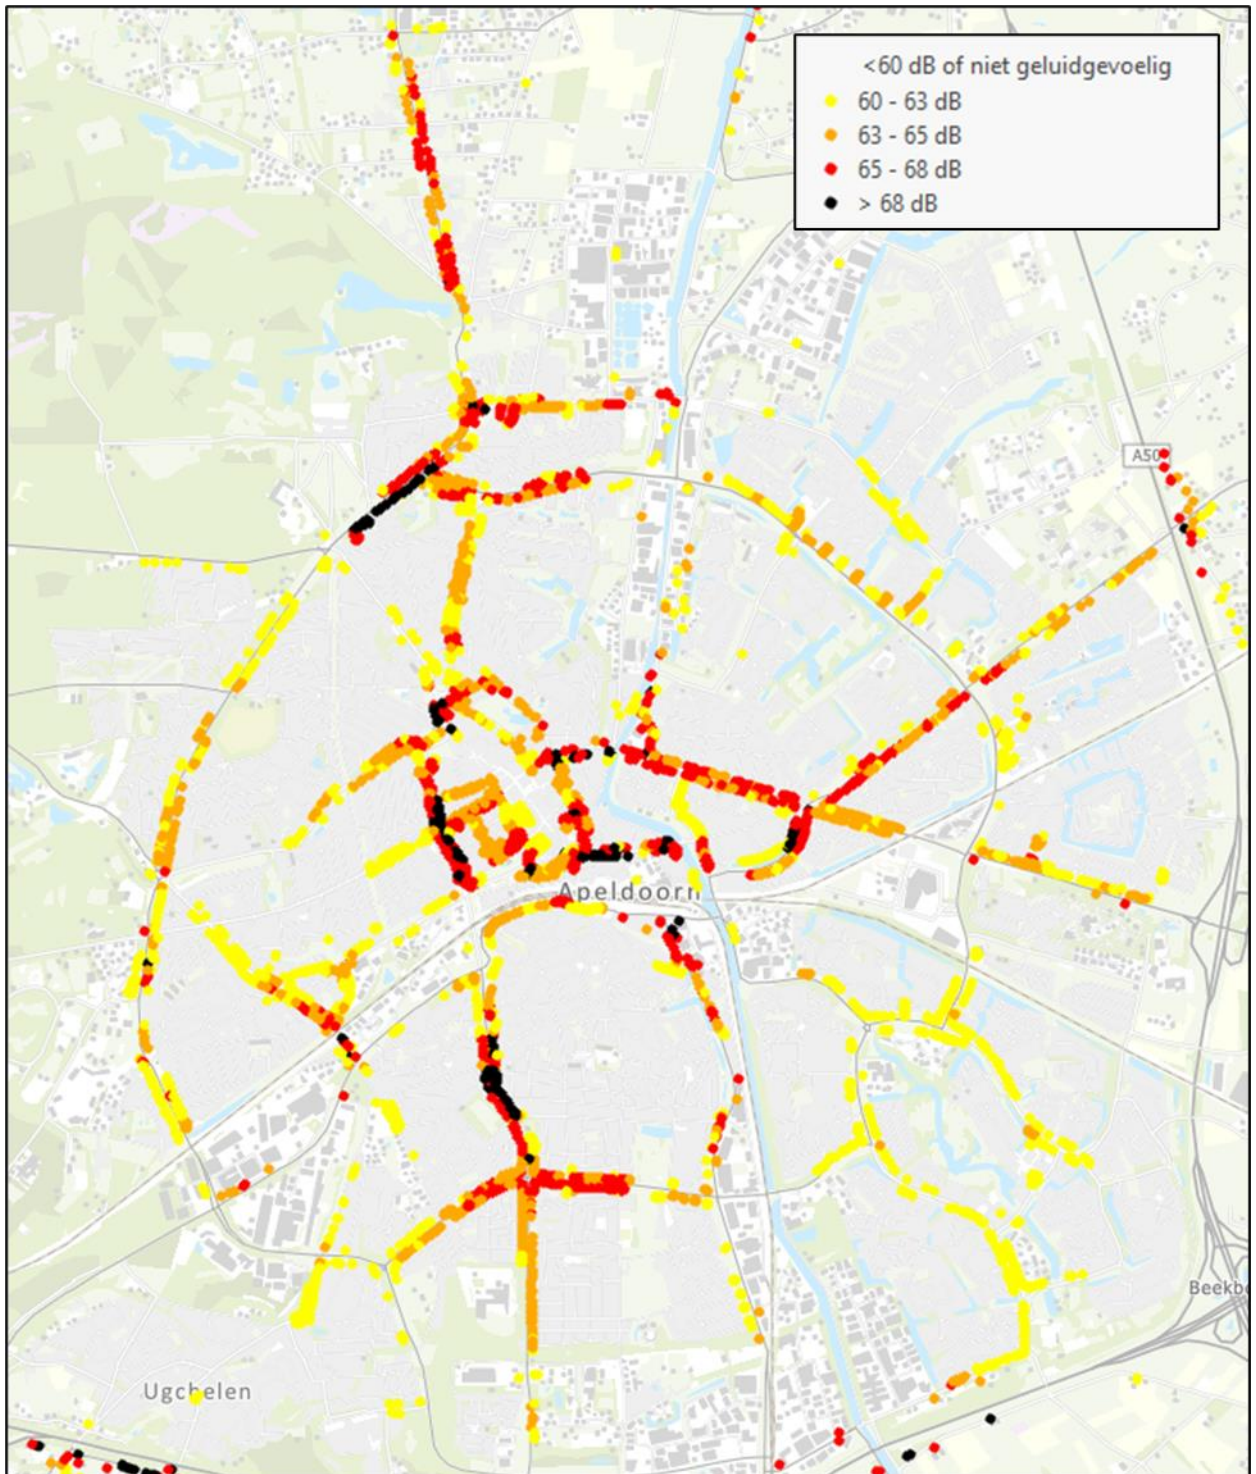 <60 dB of niet geluidgevoelig
60 - 63 dB
63 - 65 dB
65 - 68 dB
> 68 dB
A50
Apeldoorn
Beekbe
Ugchelen